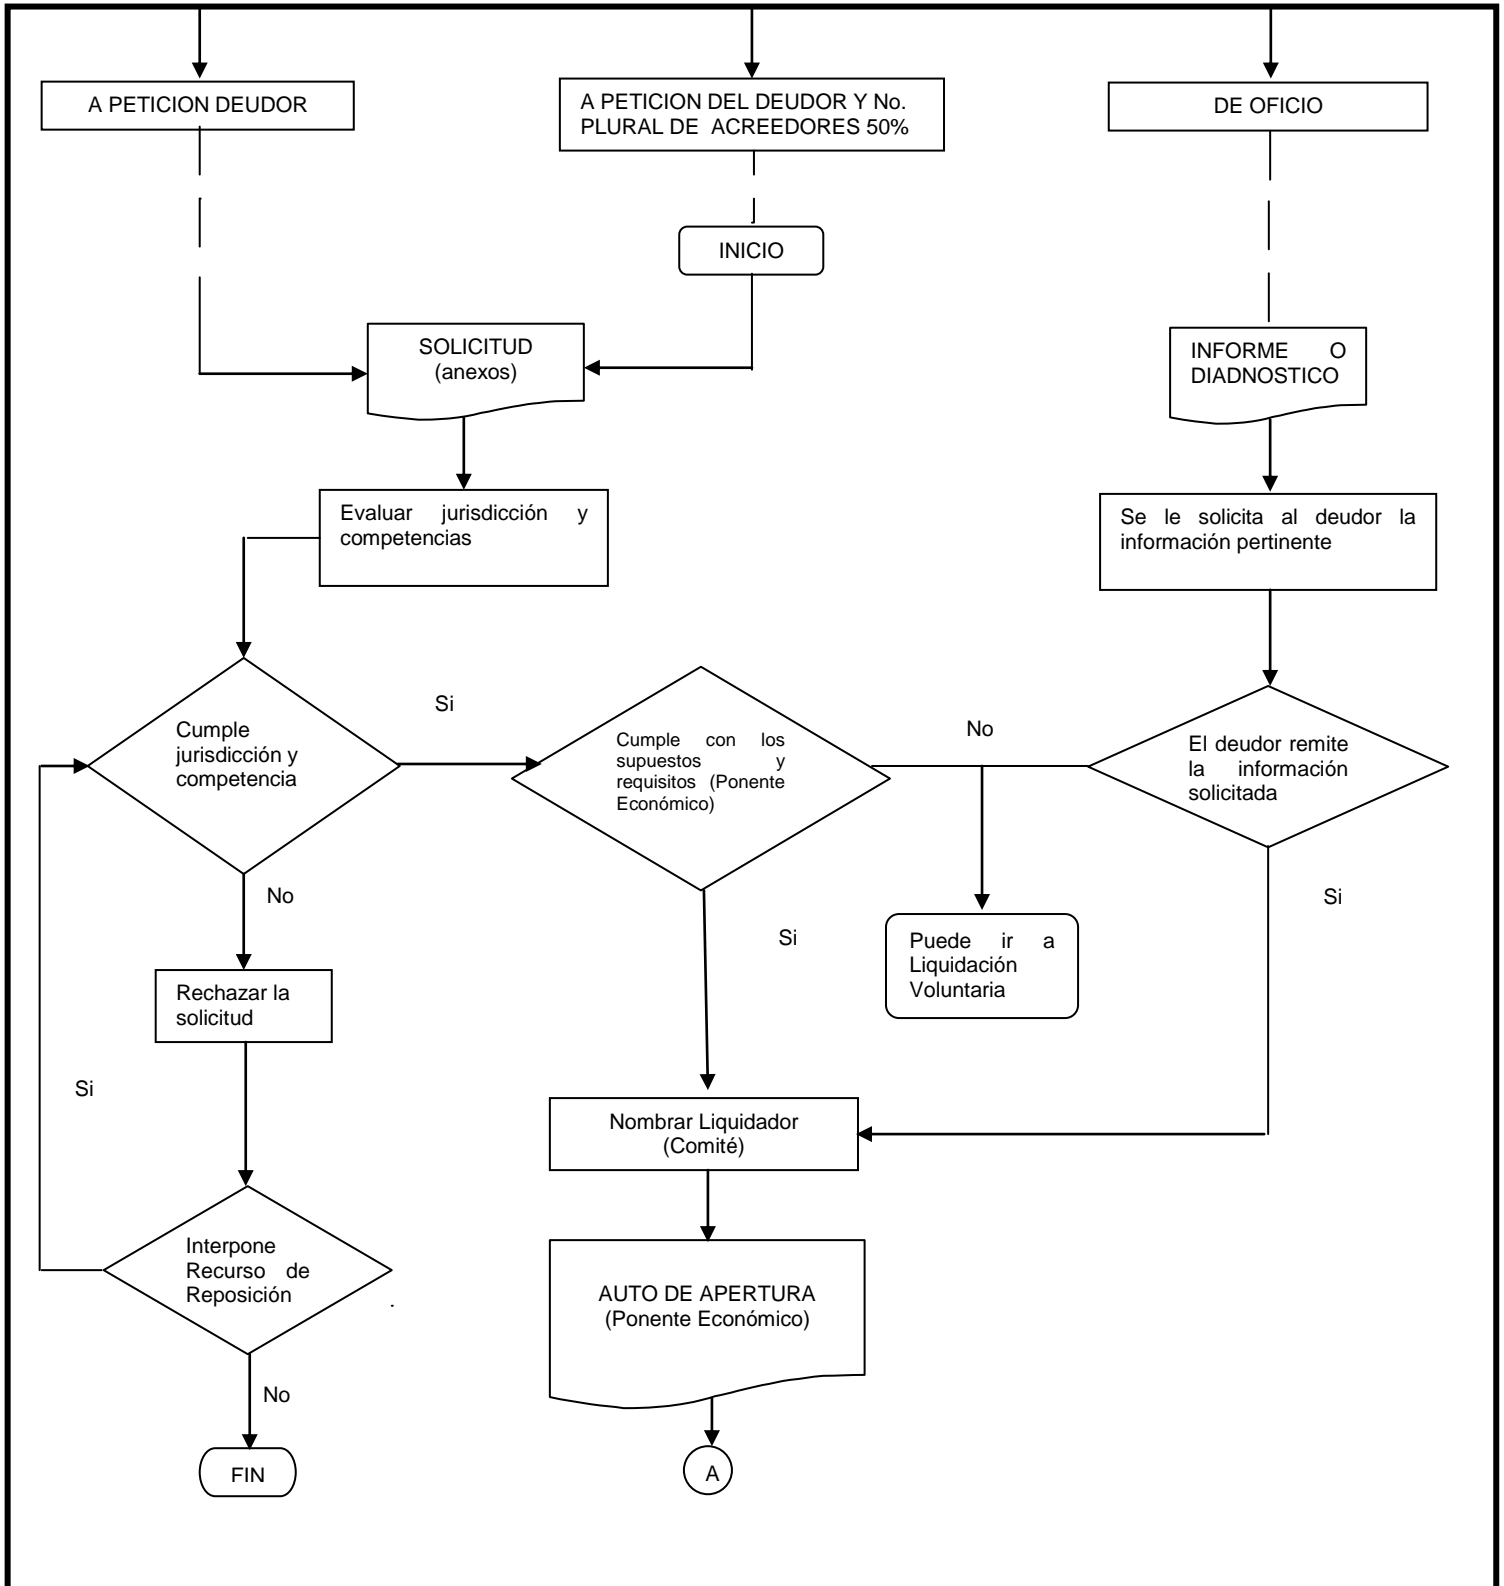 A PETICION DEUDOR
A PETICION DEL DEUDOR Y No.
PLURAL DE ACREEDORES 50%
DE OFICIO
INICIO
SOLICITUD
(anexos)
INFORME O
DIADNOSTICO
Evaluar jurisdicción y
competencias
Se le solicita al deudor la
información pertinente
Cumple
jurisdicción y
competencia
Si
Cumple con los
supuestos y
requisitos (Ponente
Económico)
No
El deudor remite
la información
solicitada
No
Si
Si
Puede ir a
Liquidación
Voluntaria
Rechazar la
solicitud
Si
Nombrar Liquidador
(Comité)
Interpone
Recurso de
Reposición
.
AUTO DE APERTURA
(Ponente Económico)
No
FIN
A